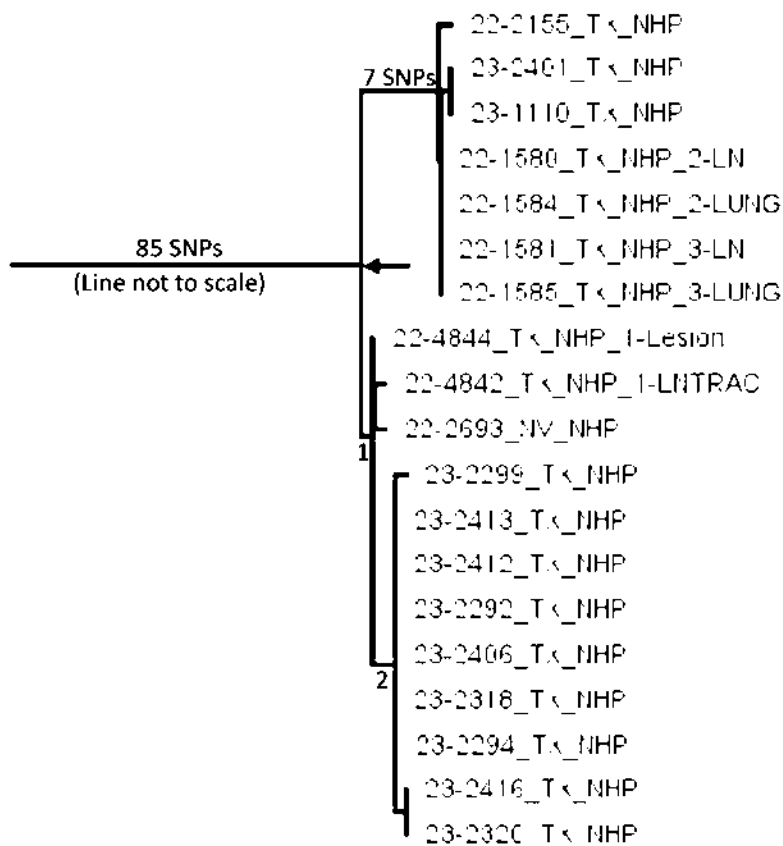 22-2155_TX_NHP
7 SNPs
23-2401_TX_NHP
23-1110_TX_NHP
22-1580_TX_NHP_2-LN
22-1584_TX_NHP_2-LUNG
85 SNPs
(Line not to scale)
22-1581_TX_NHP_3-LN
22-1585_TX_NHP_3-LUNG
22-4844_TX_NHP_1-Lesion
22-4842_TX_NHP_1-LNTRAC
22-2693_NV_NHP
1
23-2299_TX_NHP
23-2413_TX_NHP
23-2412_TX_NHP
23-2292_TX_NHP
23-2406_TX_NHP
2
23-2318_TX_NHP
23-2294_TX_NHP
23-2416_TX_NHP
23-2320_TX_NHP